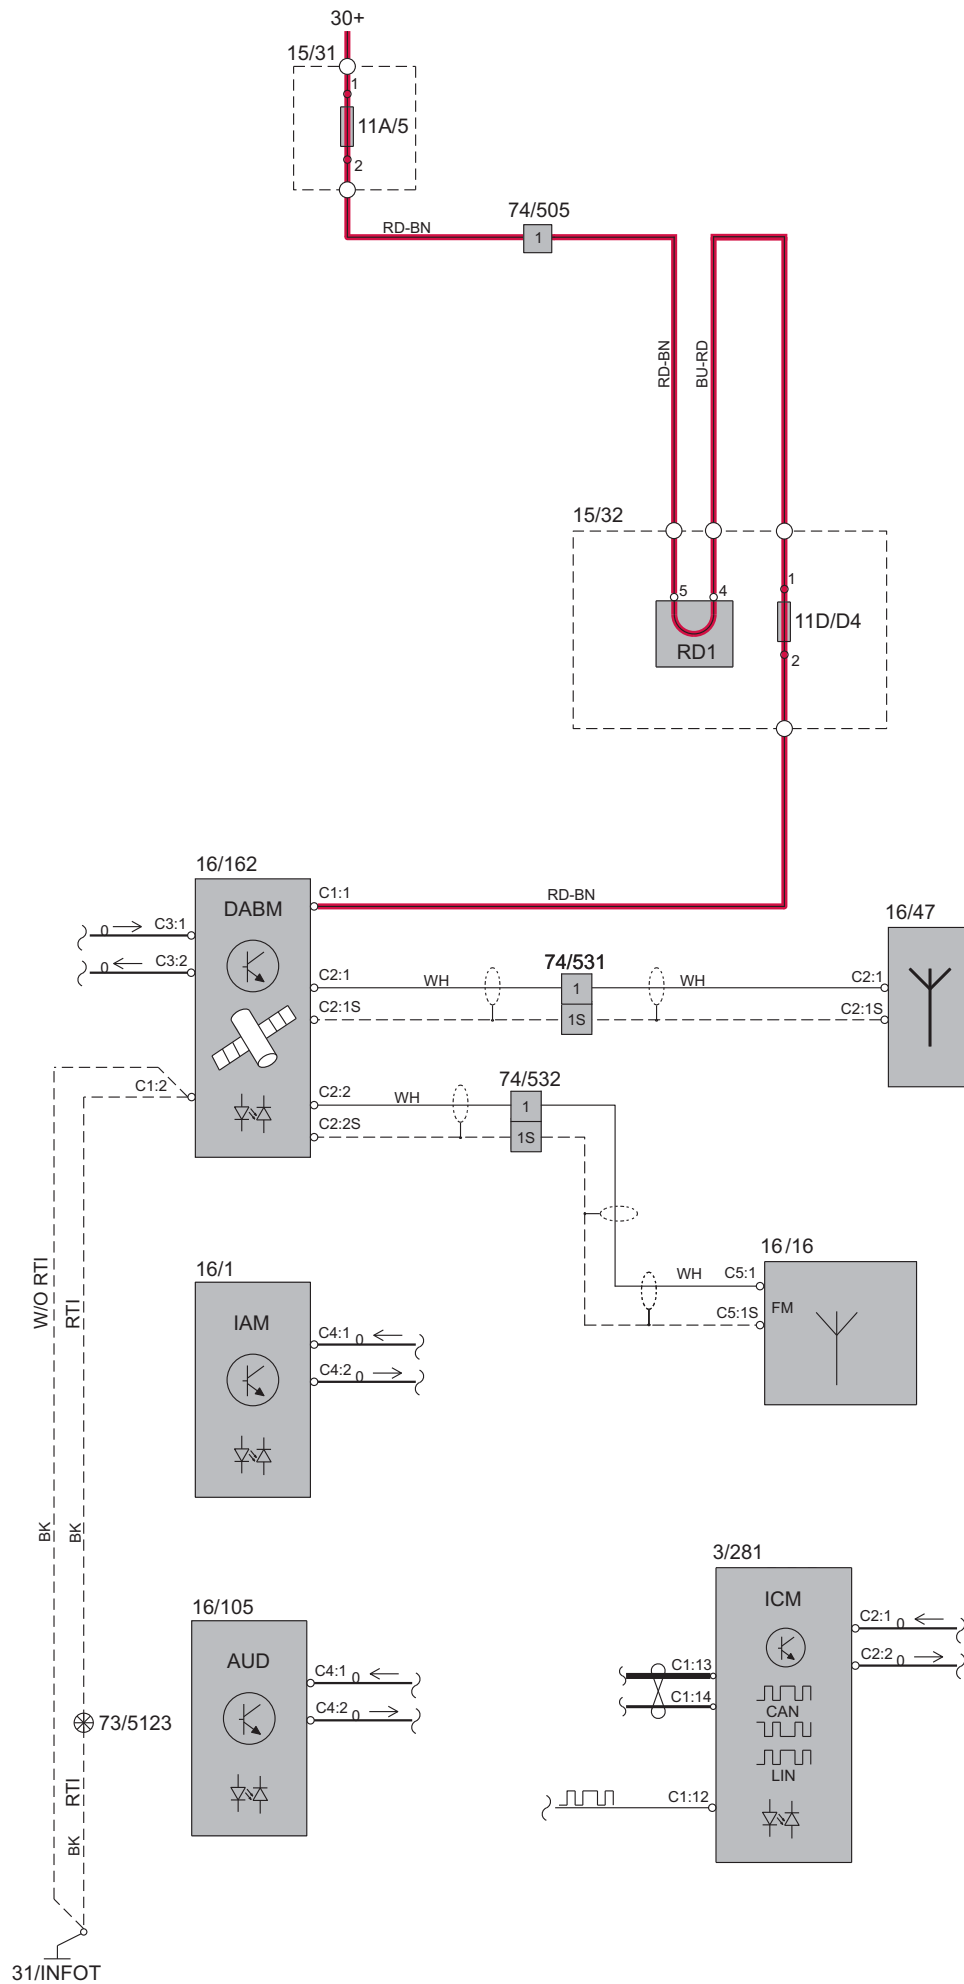 30+
15/31
1
11A/5
2
74/505
RD-BN
1
RD-BN
BU-RD
15/32
5
4
1
11D/D4
RD1
2
16/162
C1:1
RD-BN
DABM
16/47
C3:1
0
C3:2
0
74/531
C2:1
WH
1
WH
C2:1
C2:1S
1S
C2:1S
C1:2
74/532
C2:2
WH
1
C2:2S
1S
W/O RTI
RTI
16/16
16/1
WH
C5:1
FM
C5:1S
IAM
C4:1
0
C4:2
0
BK
BK
3/281
16/105
ICM
C2:1
0
C2:2
0
AUD
C4:1
0
C4:2
0
C1:13
C1:14
CAN
73/5123
LIN
RTI
C1:12
BK
31/INFOT